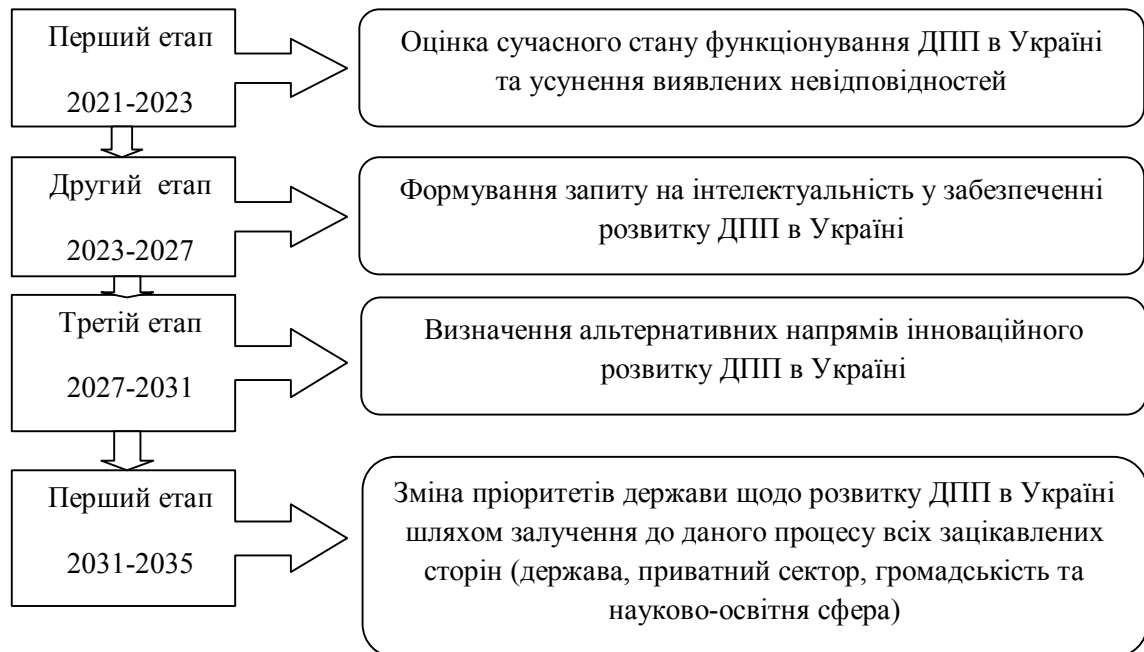 Перший етап
2021-2023
Оцінка сучасного стану функціонування ДПП в Україні
та усунення виявлених невідповідностей
Другий етап
2023-2027
Формування запиту на інтелектуальність у забезпеченні
розвитку ДПП в Україні
Третій етап
2027-2031
Визначення альтернативних напрямів інноваційного
розвитку ДПП в Україні
Перший етап
2031-2035
Зміна пріоритетів держави щодо розвитку ДПП в Україні
шляхом залучення до даного процесу всіх зацікавлених
сторін (держава, приватний сектор, громадськість та
науково-освітня сфера)